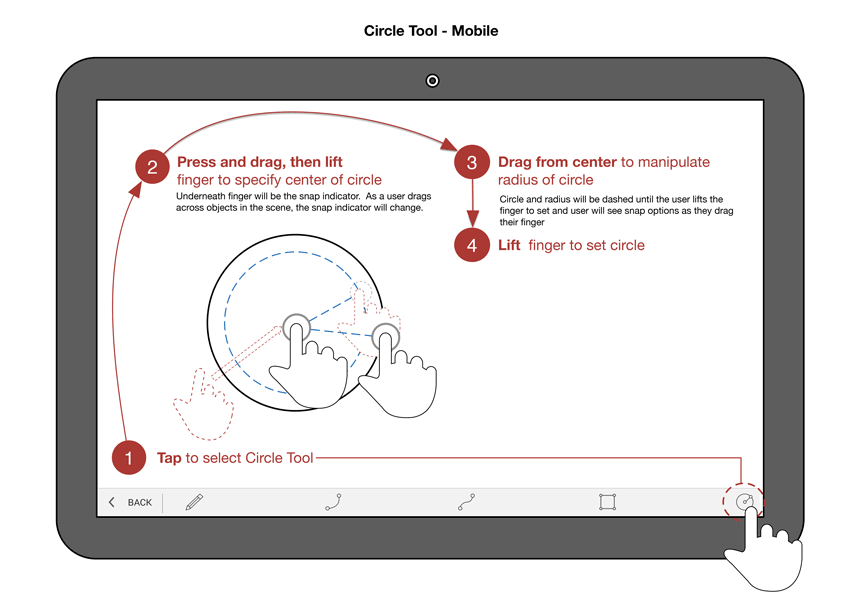 Circle Tool - Mobile
2
Press and drag, then lift
finger to specify center of circle
Underneath finger will be the snap indicator.  As a user drags
across objects in the scene, the snap indicator will change.
3
Drag from center to manipulate
radius of circle
Circle and radius will be dashed until the user lifts the
finger to set and user will see snap options as they drag
their finger
4
Lift  finger to set circle
1
Tap to select Circle Tool
BACK